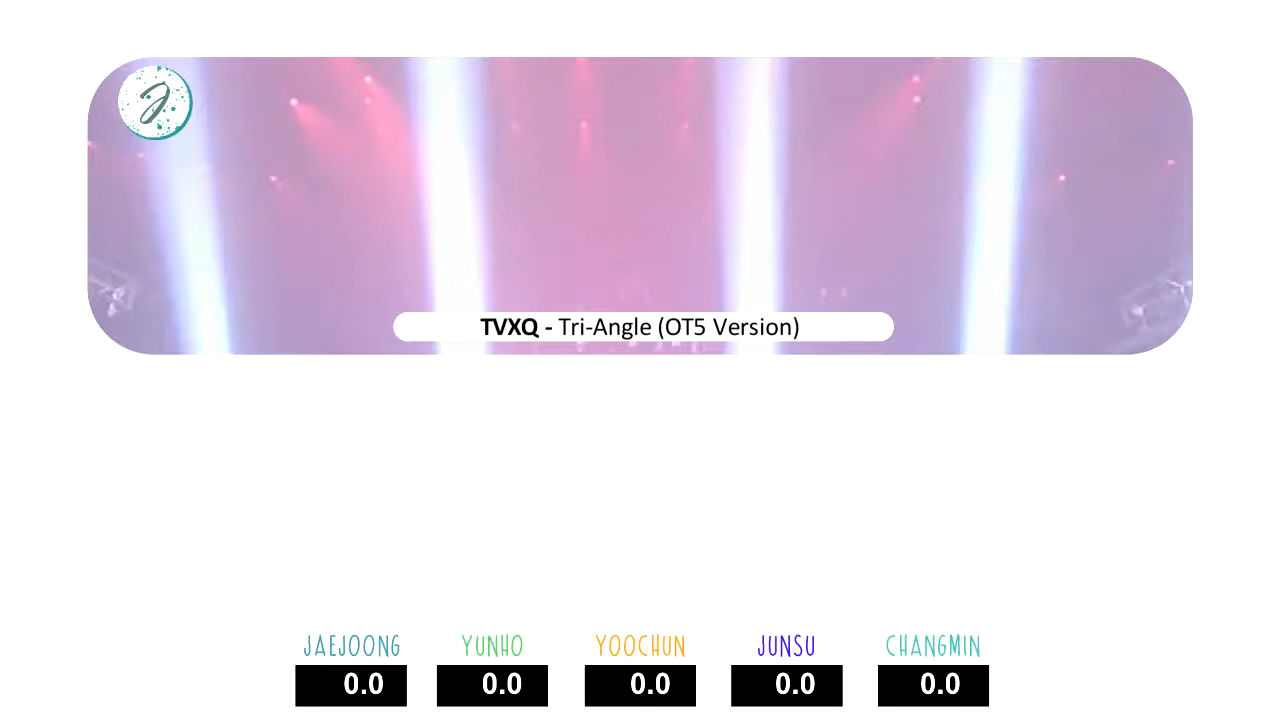 J
TVXQ - Tri-Angle (OT5 Version)
JAEJOONG YUNHO YOOCHUN JUNSU CHANGMIN
0.0 0.0 0.0 0.0 0.0